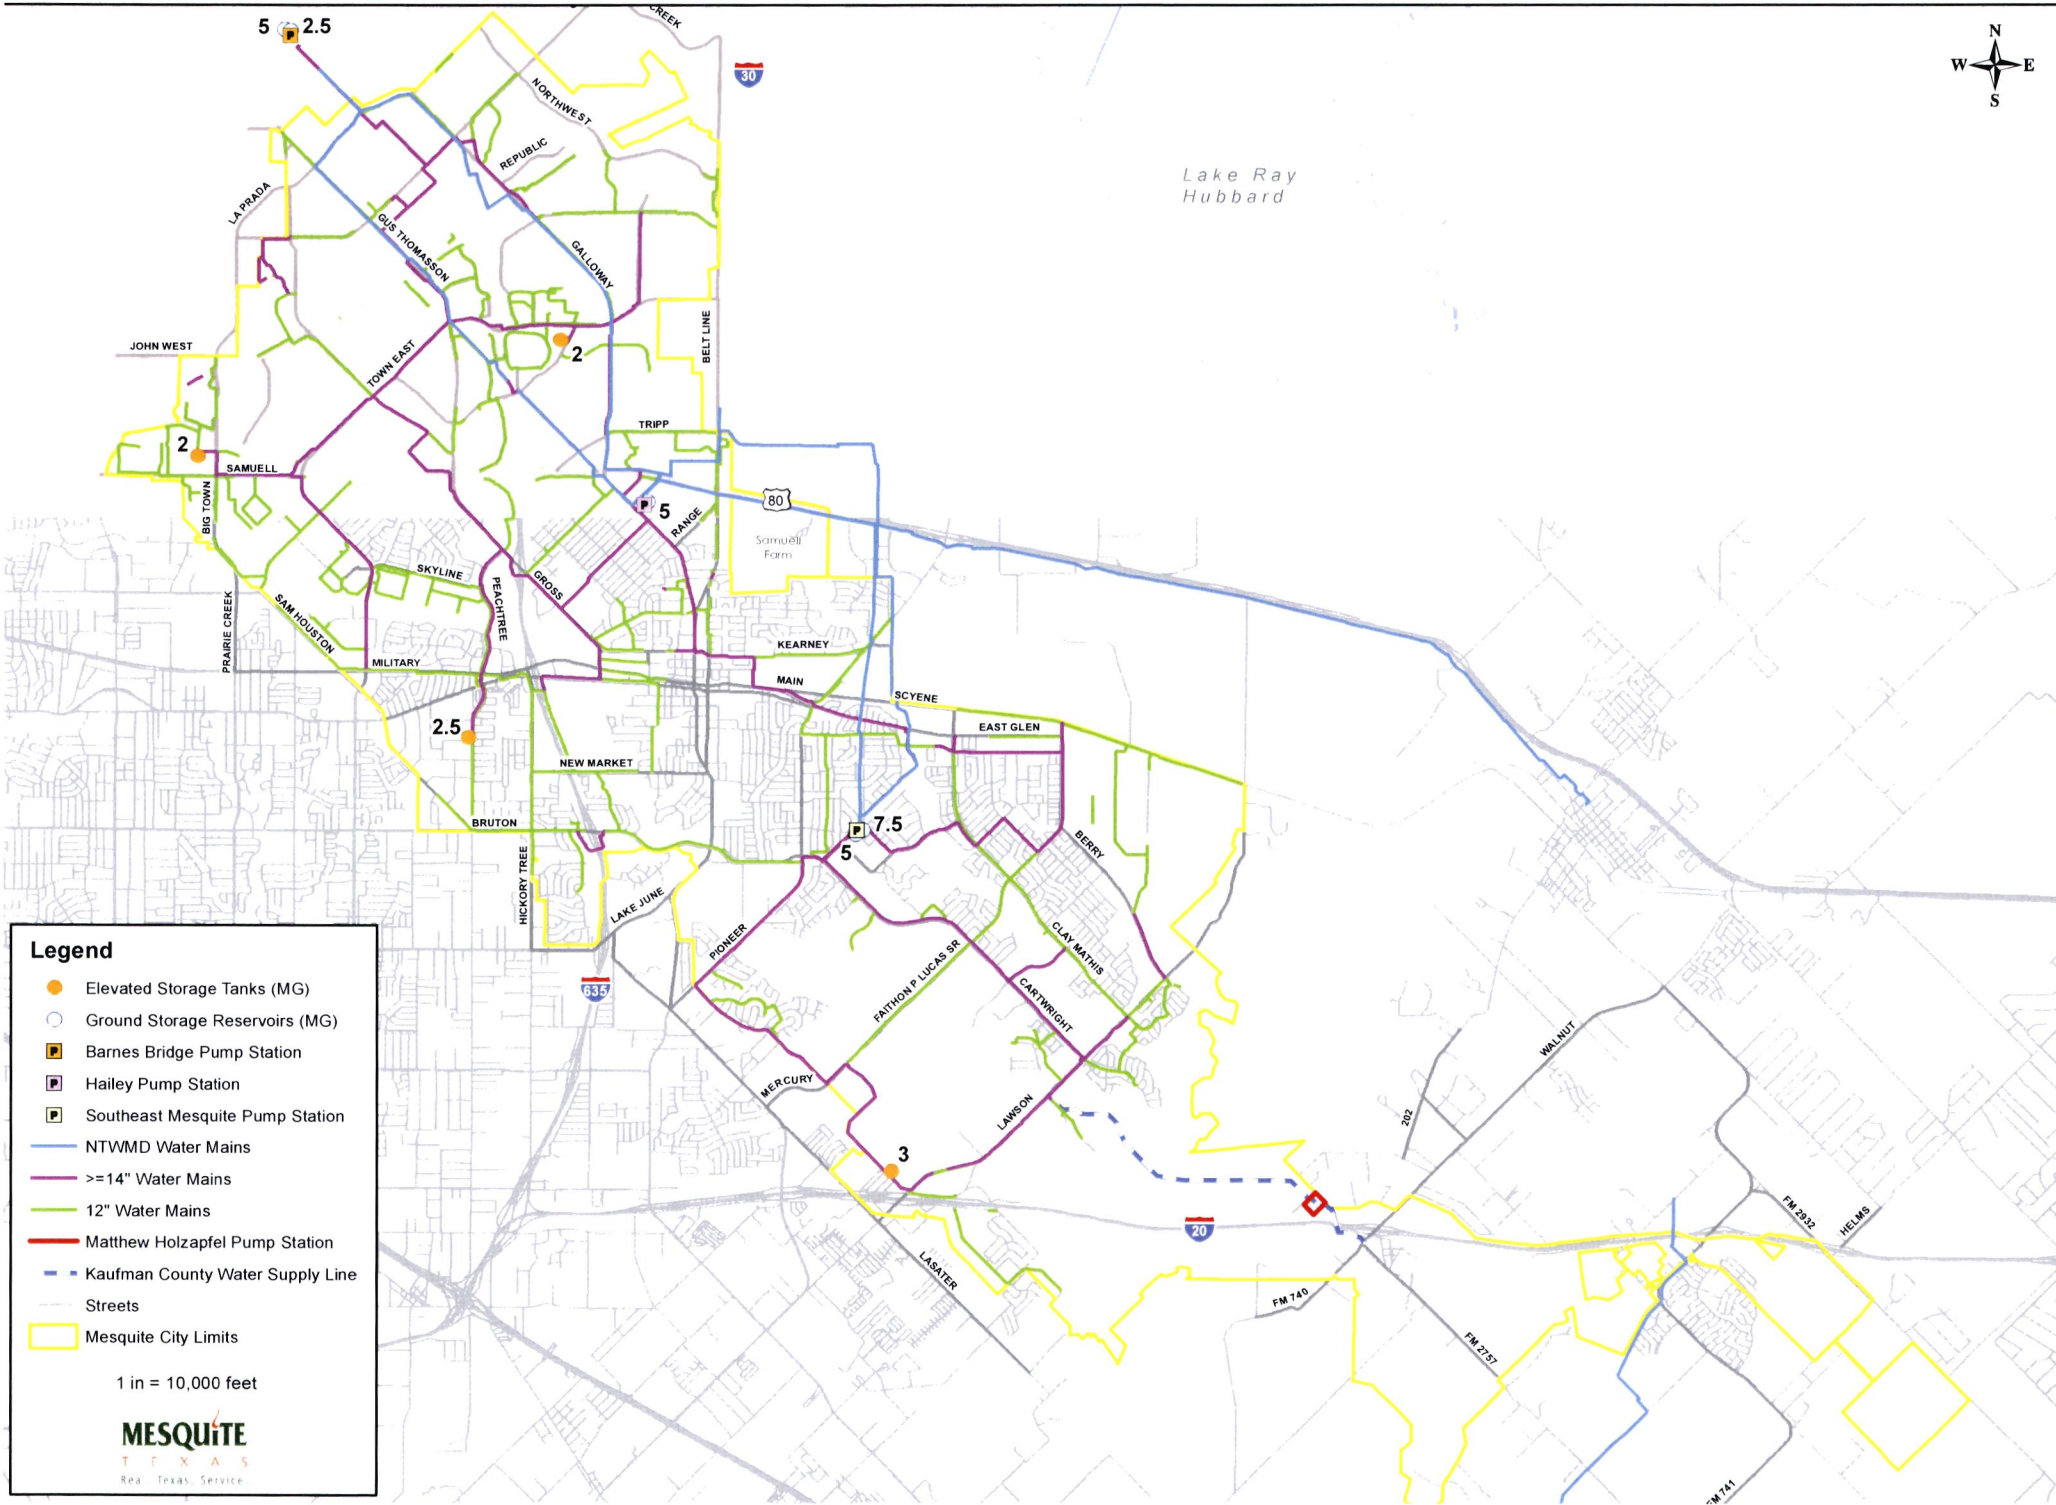 5 P 2.5
CREEK
30
N
W E
S
NORTHWEST
REPUBLIC
LA PRADA
GUS THOMASSON
GALLOWAY
Lake Ray
Hubbard
BELT LINE
JOHN WEST
TOWN EAST
2
TRIPP
2
SAMUELL
BIG TOWN
80
P 5
RANGE
Samuell
Farm
SKYLINE
PEACHTREE
GROSS
PRAIRIE CREEK
SAM HOUSTON
MILITARY
KEARNEY
MAIN
SCYENE
EAST GLEN
2.5
NEW MARKET
BRUTON
P 7.5
5
BERRY
HICKORY TREE
LAKE JUNE
PIONEER
FAITHON P LUCAS SR
CLAY MATHIS
CARTWRIGHT
635
MERCURY
LAWSON
WALNUT
202
3
20
LASATER
FM 740
FM 2757
FM 2932
HELMS
FM 741
Legend
Elevated Storage Tanks (MG)
Ground Storage Reservoirs (MG)
P Barnes Bridge Pump Station
P Hailey Pump Station
P Southeast Mesquite Pump Station
NTWMD Water Mains
>=14" Water Mains
12" Water Mains
Matthew Holzapfel Pump Station
Kaufman County Water Supply Line
Streets
Mesquite City Limits
1 in = 10,000 feet
MESQUiTE
T E X A S
Real. Texas. Service